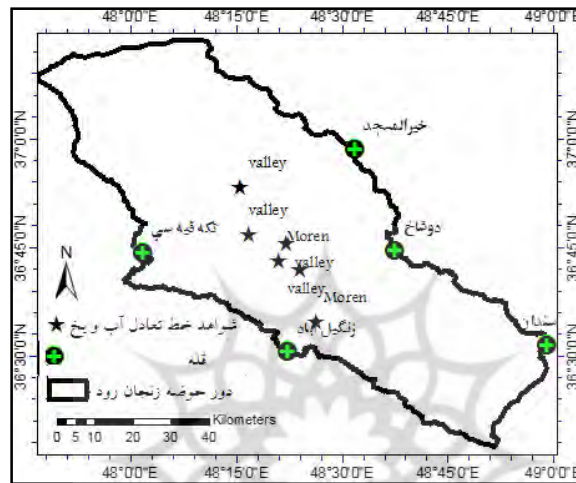 48°0'0"E 48°15'0"E 48°30'0"E 48°45'0"E 49°0'0"E
37°0'0"N
36°45'0"N
36°30'0"N
خیرالمسجد
valley
valley
تکه قیه سی
Moren
valley
دوشاخ
valley
Moren
زنگیل آباد
سندان
N
شواهد خط تعادل آب و یخ
قله
دور حوضه زنجان رود
Kilometers
0 5 10 20 30 40
37°0'0"N
36°45'0"N
36°30'0"N
48°0'0"E 48°15'0"E 48°30'0"E 48°45'0"E 49°0'0"E